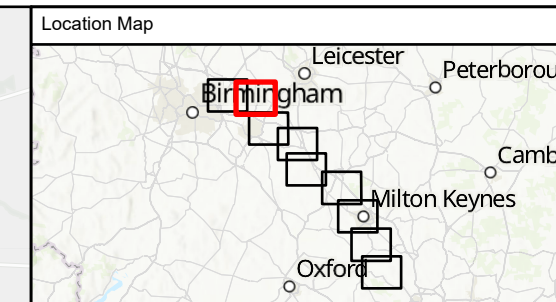 Location Map
Leicester
Peterborou
Birmingham
Camb
Milton Keynes
Oxford